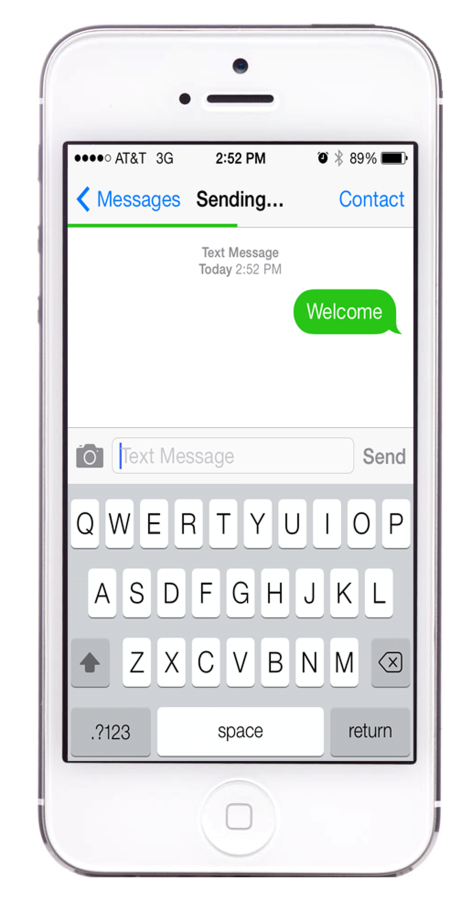 AT&T 3G 2:52 PM 89%
Messages Sending... Contact
Text Message
Today 2:52 PM
Welcome
Text Message Send
Q W E R T Y U I O P
A S D F G H J K L
Z X C V B N M
.?123 space return